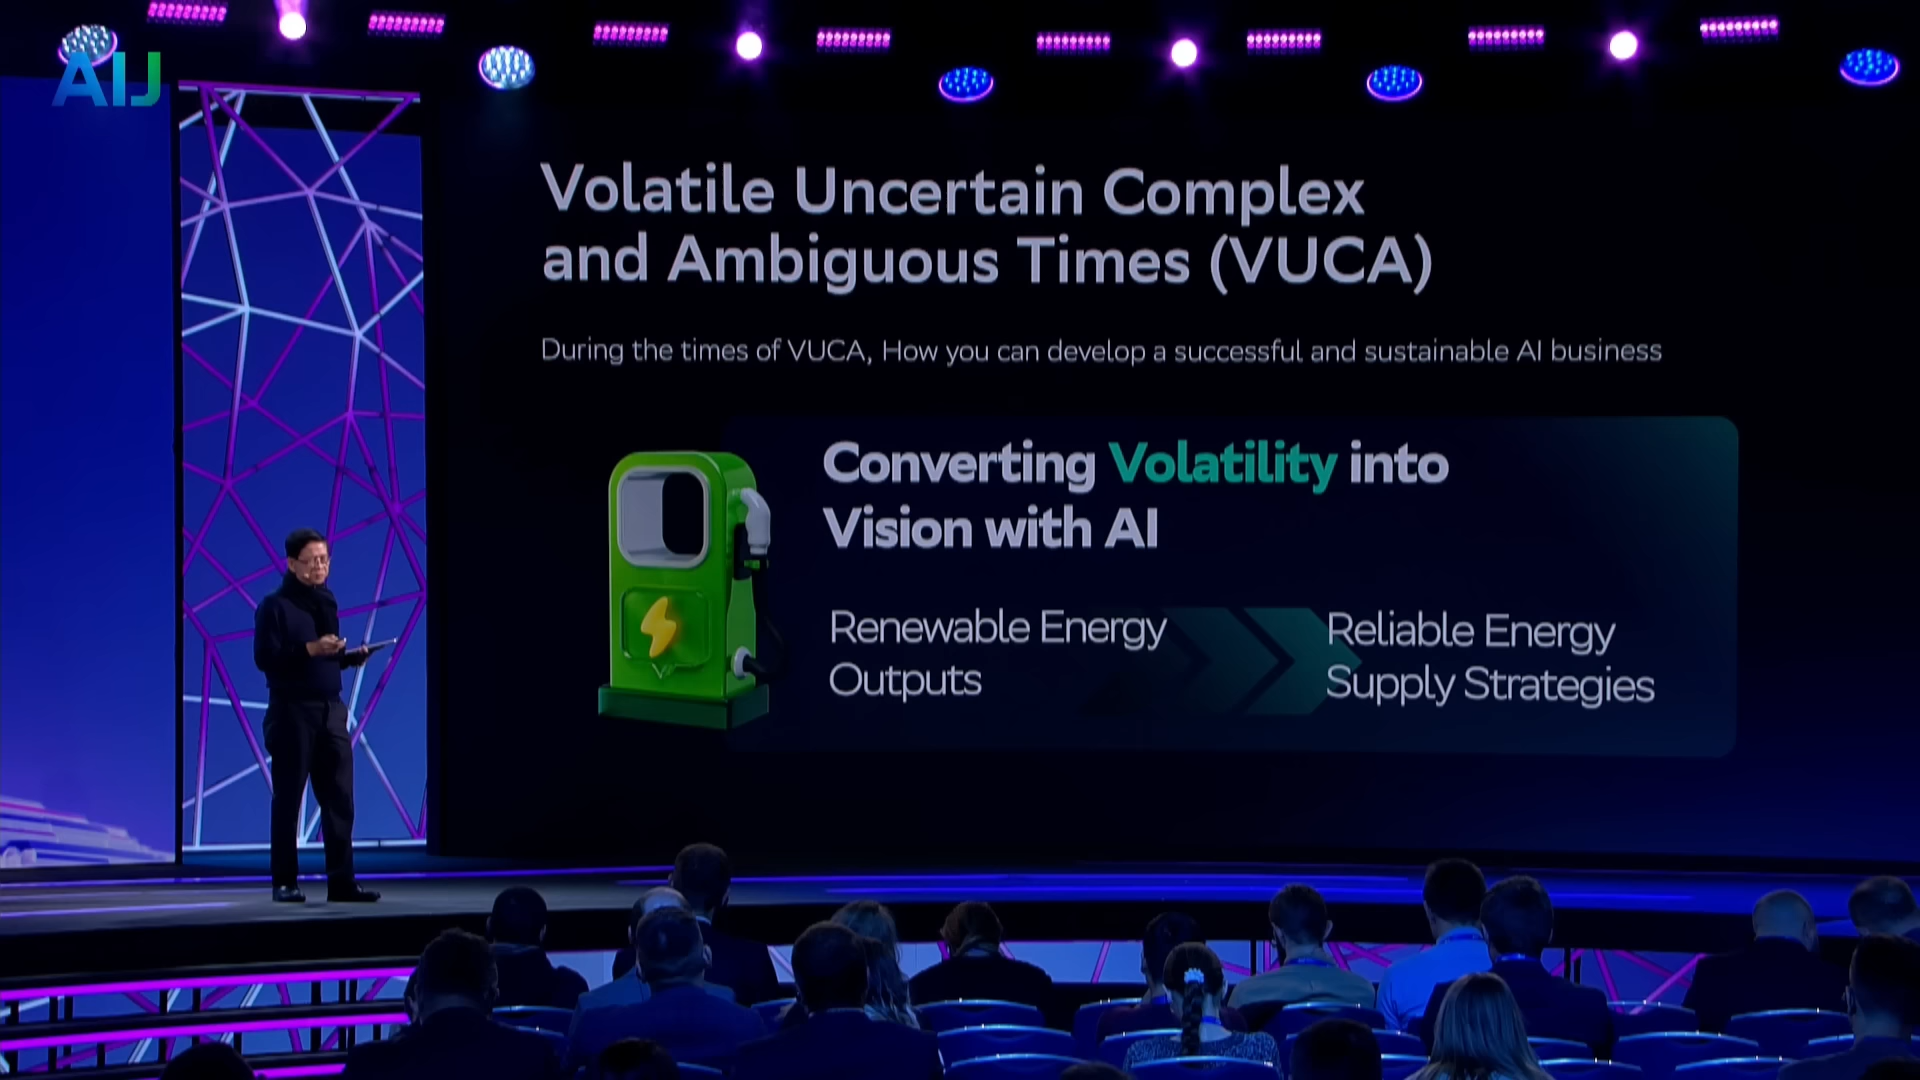 AIJ
Volatile Uncertain Complex
and Ambiguous Times (VUCA)
During the times of VUCA, How you can develop a successful and sustainable AI business
Converting Volatility into
Vision with AI
Renewable Energy
Outputs
Reliable Energy
Supply Strategies